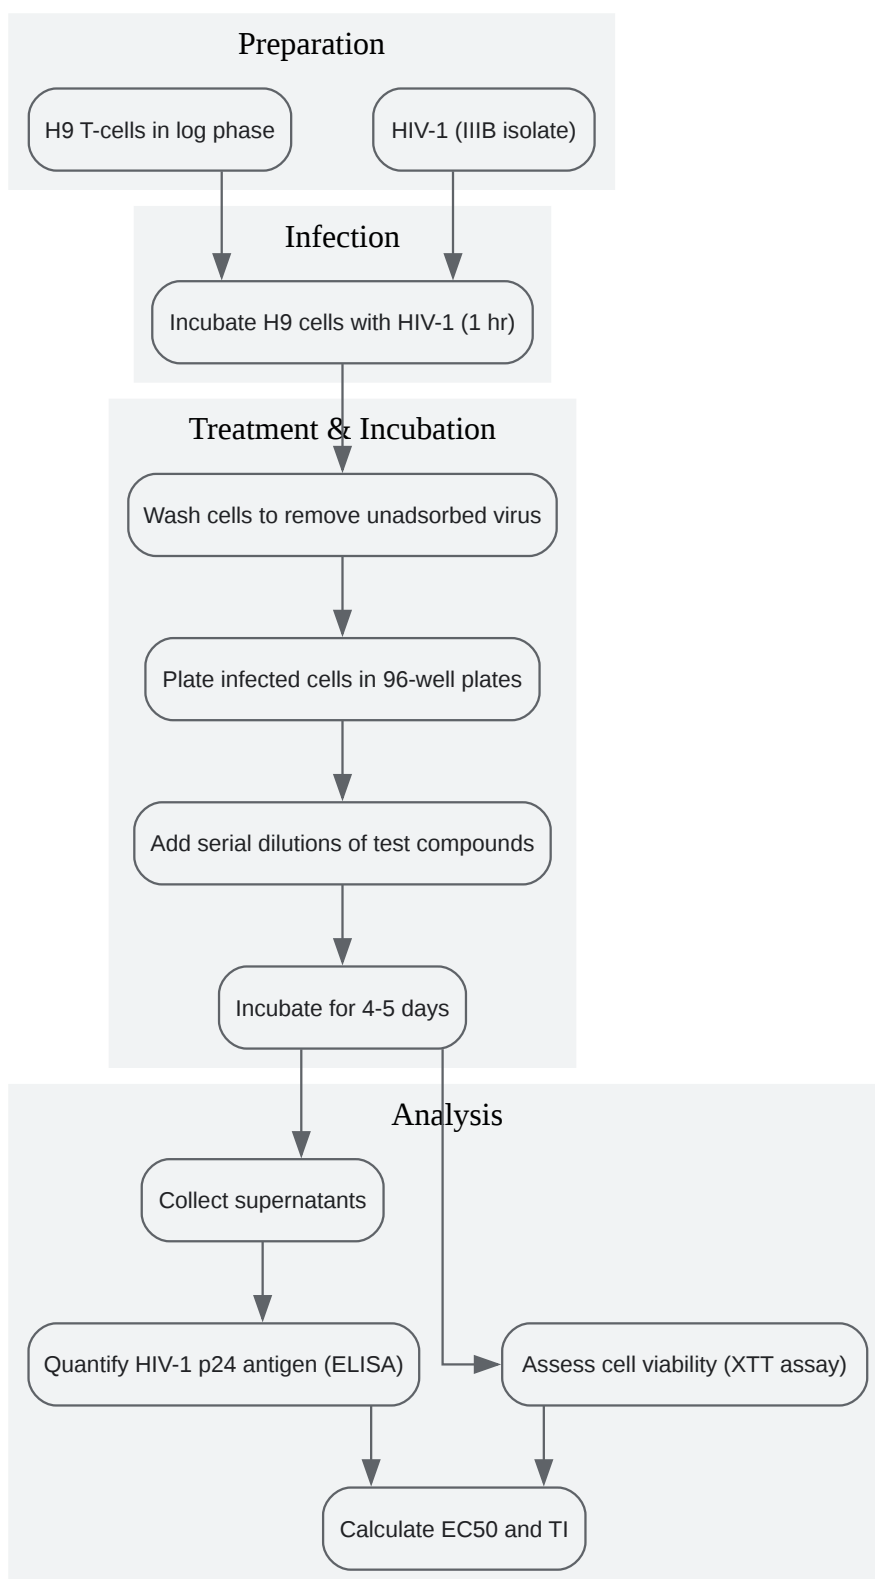 Preparation
H9 T-cells in log phase
HIV-1 (IIIB isolate)
Infection
Incubate H9 cells with HIV-1 (1 hr)
Treatment & Incubation
Wash cells to remove unadsorbed virus
Plate infected cells in 96-well plates
Add serial dilutions of test compounds
Incubate for 4-5 days
Analysis
Collect supernatants
Quantify HIV-1 p24 antigen (ELISA)
Assess cell viability (XTT assay)
Calculate EC50 and TI